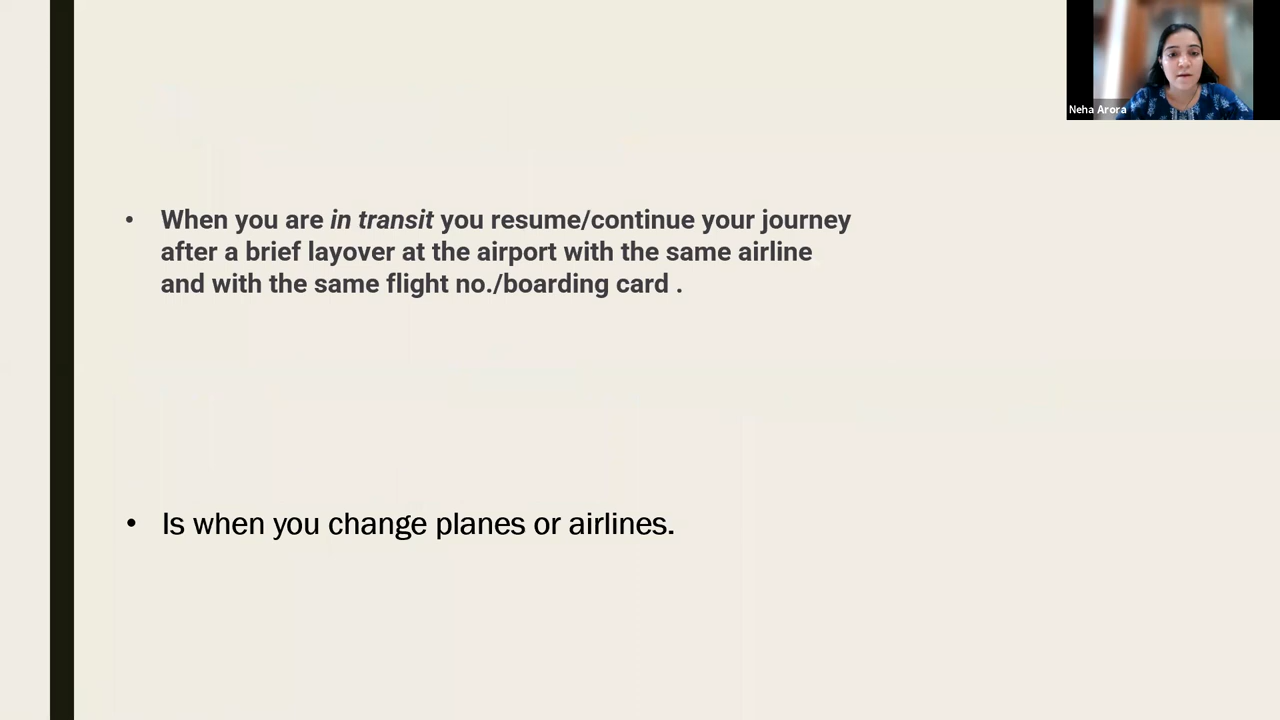 Neha Arora
• When you are in transit you resume/continue your journey
after a brief layover at the airport with the same airline
and with the same flight no./boarding card .
• Is when you change planes or airlines.